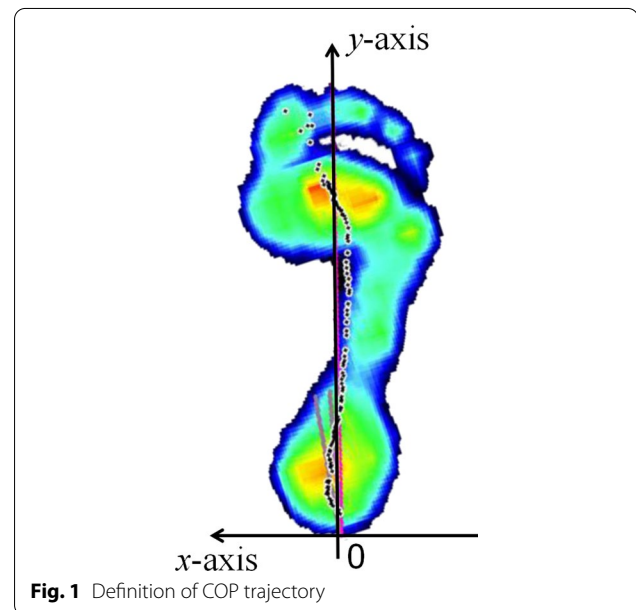 y-axis
x-axis
0
Fig. 1 Definition of COP trajectory